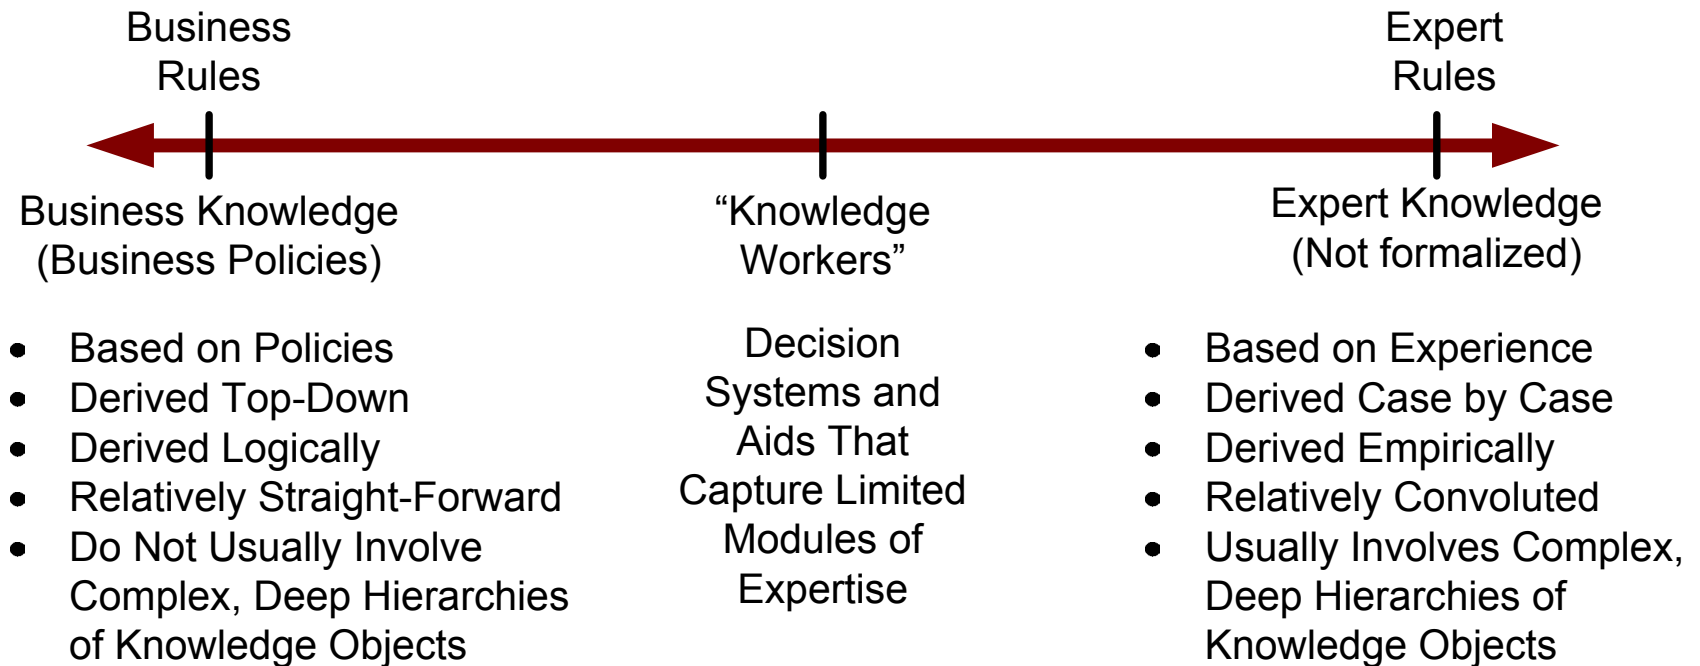 Business
Rules
Expert
Rules
Business Knowledge
(Business Policies)
“Knowledge
Workers”
Expert Knowledge
(Not formalized)
• Based on Policies
• Derived Top-Down
• Derived Logically
• Relatively Straight-Forward
• Do Not Usually Involve
Complex, Deep Hierarchies
of Knowledge Objects
Decision
Systems and
Aids That
Capture Limited
Modules of
Expertise
• Based on Experience
• Derived Case by Case
• Derived Empirically
• Relatively Convoluted
• Usually Involves Complex,
Deep Hierarchies of
Knowledge Objects